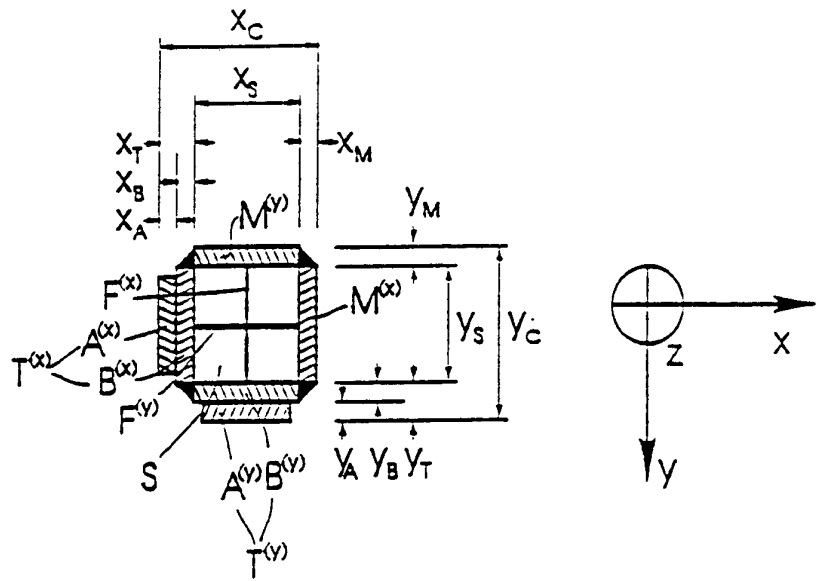 X_C
X_S
X_T
X_M
X_B
X_A
M^(y)
y_M
F^(x)
M^(x)
A^(x)
T^(x)
B^(x)
y_S
y_C
F^(y)
S
A^(y)
B^(y)
y_A
y_B
y_T
T^(y)
Z
X
y